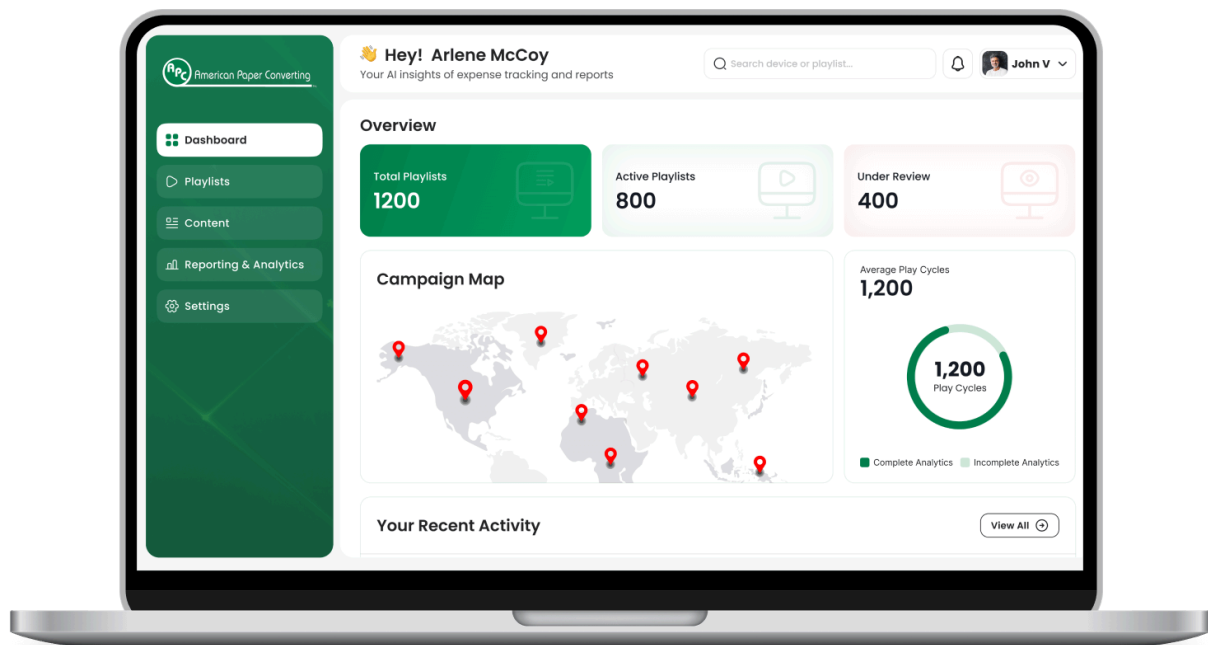 APC American Paper Converting
Dashboard
Playlists
Content
Reporting & Analytics
Settings
👋 Hey! Arlene McCoy
Your AI insights of expense tracking and reports
Search device or playlist...
John V
Overview
Total Playlists
1200
Active Playlists
800
Under Review
400
Campaign Map
Average Play Cycles
1,200
1,200
Play Cycles
Complete Analytics
Incomplete Analytics
Your Recent Activity
View All